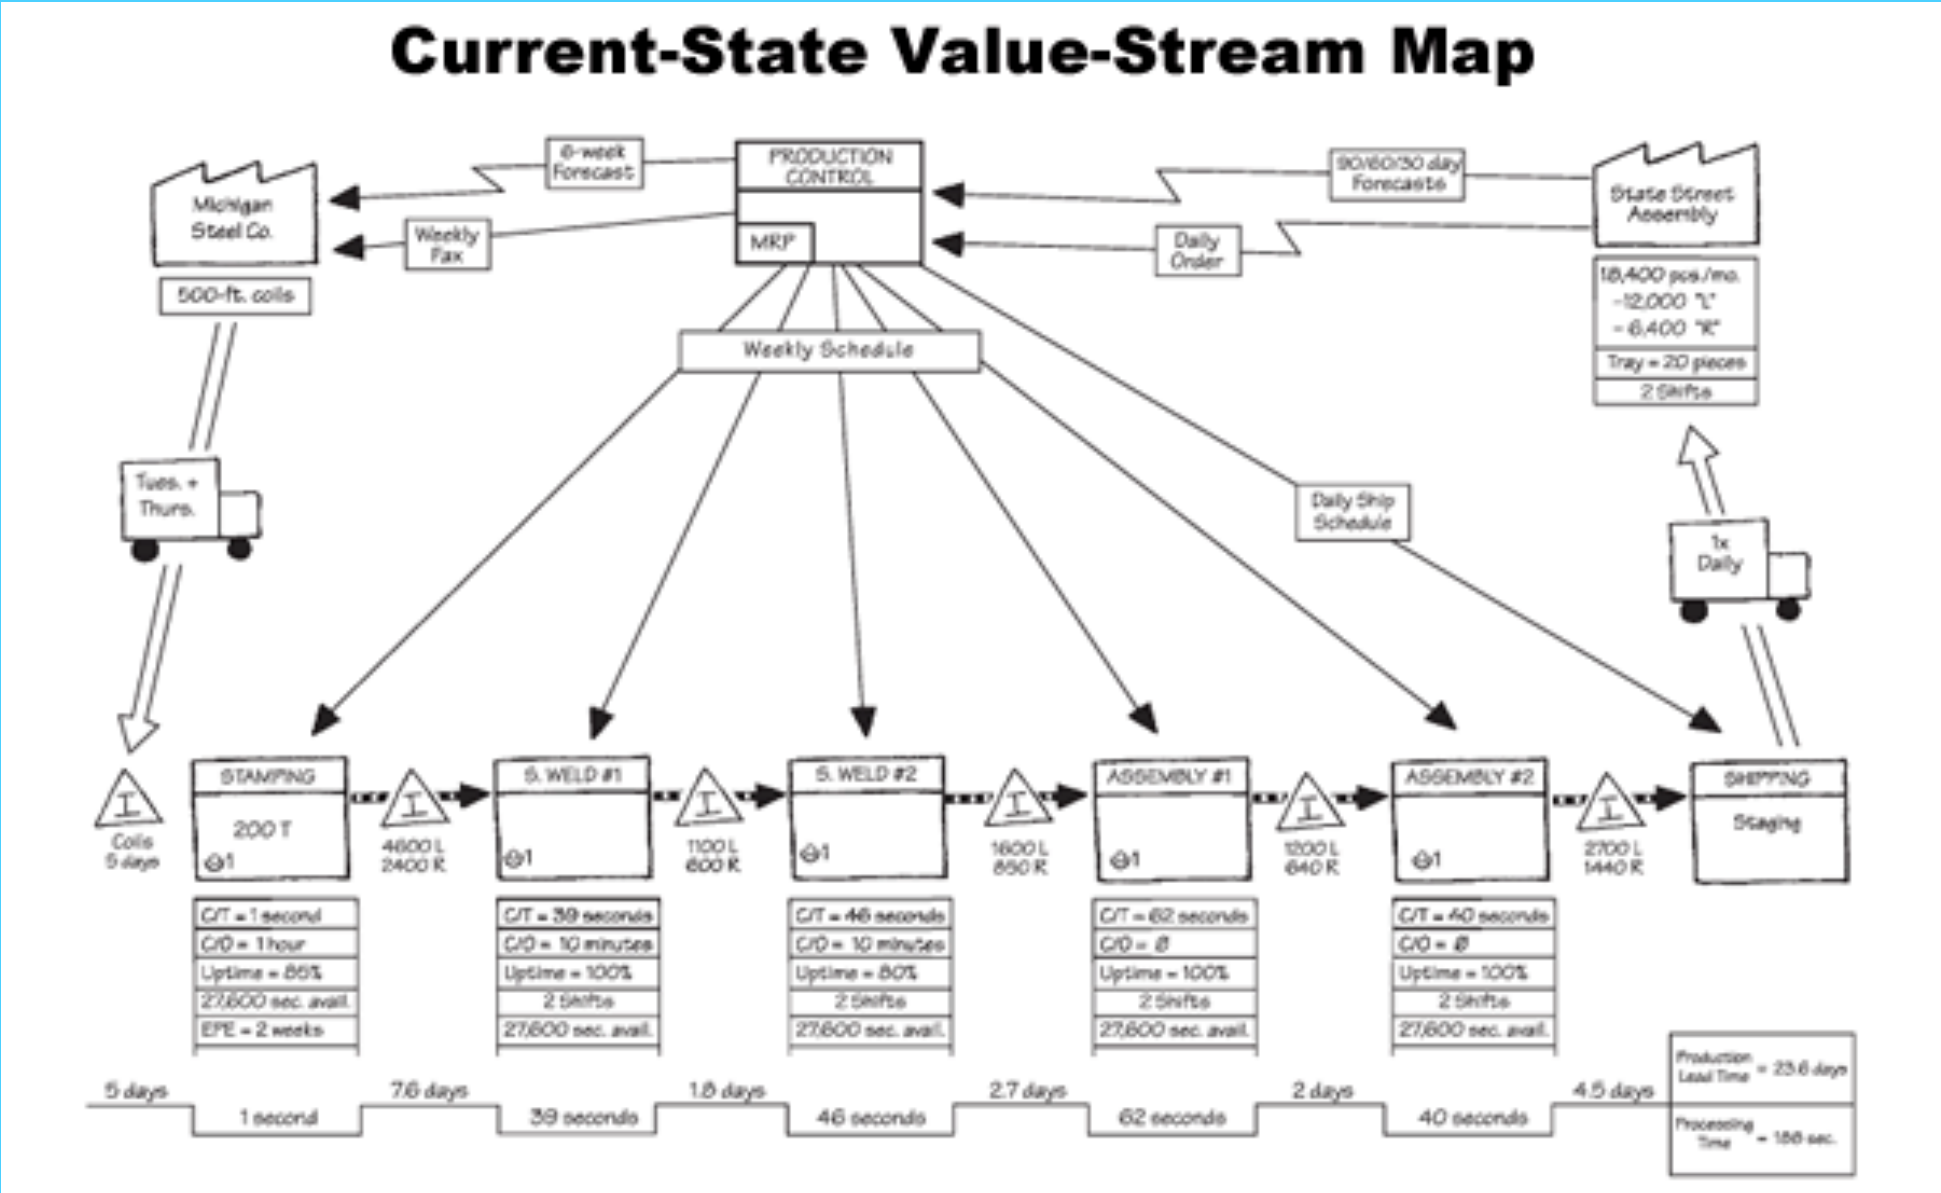 Current-State Value-Stream Map
6-week
Forecast
PRODUCTION
CONTROL
90/60/30 day
Forecasts
Michigan
Steel Co.
State Street
Assembly
Weekly
Fax
MRP
Daily
Order
500-ft. coils
18,400 pcs./mo.
-12,000 "L"
- 6,400 "R"
Tray = 20 pieces
2 Shifts
Weekly Schedule
Tues. +
Thurs.
Daily Ship
Schedule
1x
Daily
I
Coils
5 days
STAMPING
200 T
1
I
4600 L
2400 R
S. WELD #1
1
I
1100 L
600 R
S. WELD #2
1
I
1600 L
850 R
ASSEMBLY #1
1
I
1200 L
640 R
ASSEMBLY #2
1
I
2700 L
1440 R
SHIPPING
Staging
C/T = 1 second
C/O = 1 hour
Uptime = 85%
27,600 sec. avail.
EPE = 2 weeks
C/T = 39 seconds
C/O = 10 minutes
Uptime = 100%
2 Shifts
27,600 sec. avail.
C/T = 46 seconds
C/O = 10 minutes
Uptime = 80%
2 Shifts
27,600 sec. avail.
C/T = 62 seconds
C/O = Ø
Uptime = 100%
2 Shifts
27,600 sec. avail.
C/T = 40 seconds
C/O = Ø
Uptime = 100%
2 Shifts
27,600 sec. avail.
5 days
1 second
7.6 days
39 seconds
1.8 days
46 seconds
2.7 days
62 seconds
2 days
40 seconds
4.5 days
Production
Lead Time = 23.6 days
Processing
Time = 188 sec.